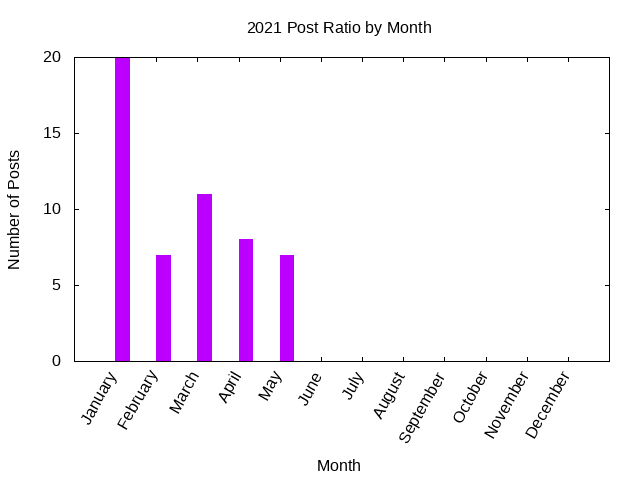 2021 Post Ratio by Month
20
15
10
5
0
Number of Posts
January
February
March
April
May
June
July
August
September
October
November
December
Month